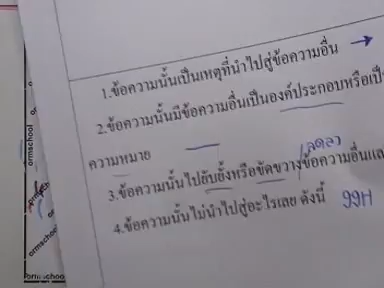 1.ข้อความนั้นเป็นเหตุที่นำไปสู่ข้อความอื่น
2.ข้อความนั้นมีข้อความอื่นเป็นองค์ประกอบหรือเป็
ความหมาย
ลดลง
3.ข้อความนั้นไปยับยั้งหรือขัดขวางข้อความอื่นและ
4.ข้อความนั้นไม่นำไปสู่อะไรเลย ดังนี้ 99H
ormschool
ormschool
ormschool
ormschool